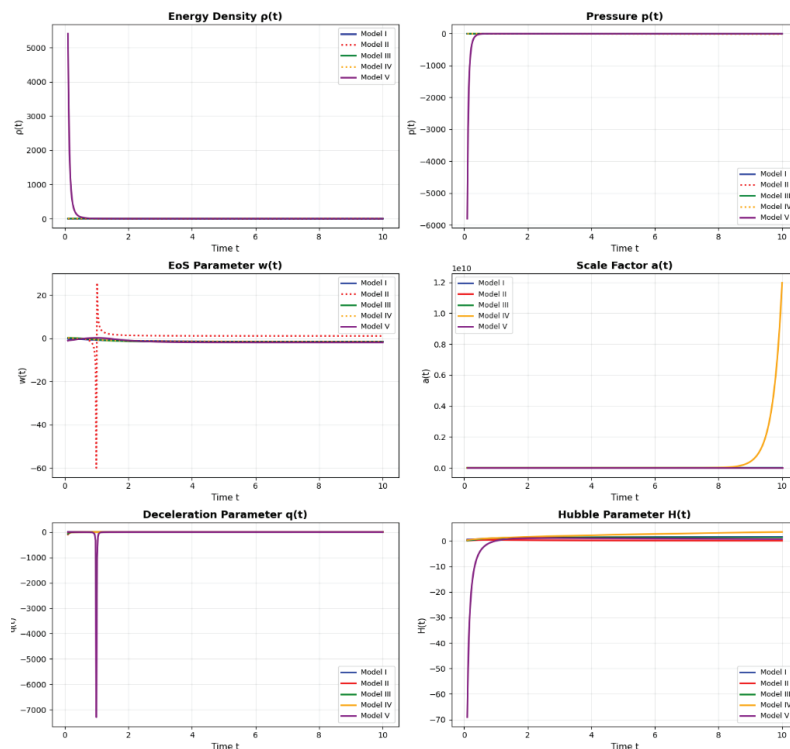 Energy Density ρ(t)
ρ(t)
5000
4000
3000
2000
1000
0
0
2
4
6
8
10
Time t
Model I
Model II
Model III
Model IV
Model V
Pressure p(t)
p(t)
0
−1000
−2000
−3000
−4000
−5000
−6000
0
2
4
6
8
10
Time t
Model I
Model II
Model III
Model IV
Model V
EoS Parameter w(t)
w(t)
20
0
−20
−40
−60
0
2
4
6
8
10
Time t
Model I
Model II
Model III
Model IV
Model V
Scale Factor a(t)
1e10
a(t)
1.2
1.0
0.8
0.6
0.4
0.2
0.0
0
2
4
6
8
10
Time t
Model I
Model II
Model III
Model IV
Model V
Deceleration Parameter q(t)
0
−1000
−2000
−3000
−4000
−5000
−6000
−7000
0
2
4
6
8
10
Time t
Model I
Model II
Model III
Model IV
Model V
Hubble Parameter H(t)
H(t)
0
−10
−20
−30
−40
−50
−60
−70
0
2
4
6
8
10
Time t
Model I
Model II
Model III
Model IV
Model V